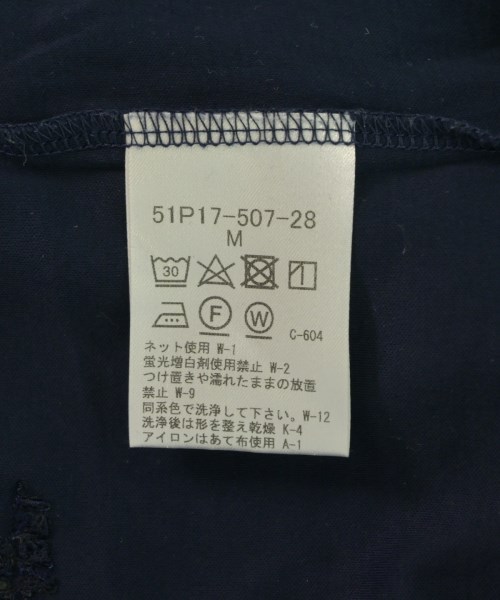 51P17-507-28
M
30
F W
C-604
ネット使用 W-1
蛍光増白剤使用禁止 W-2
つけ置きや濡れたままの放置
禁止 W-9
同系色で洗浄して下さい。W-12
洗浄後は形を整え乾燥 K-4
アイロンはあて布使用 A-1